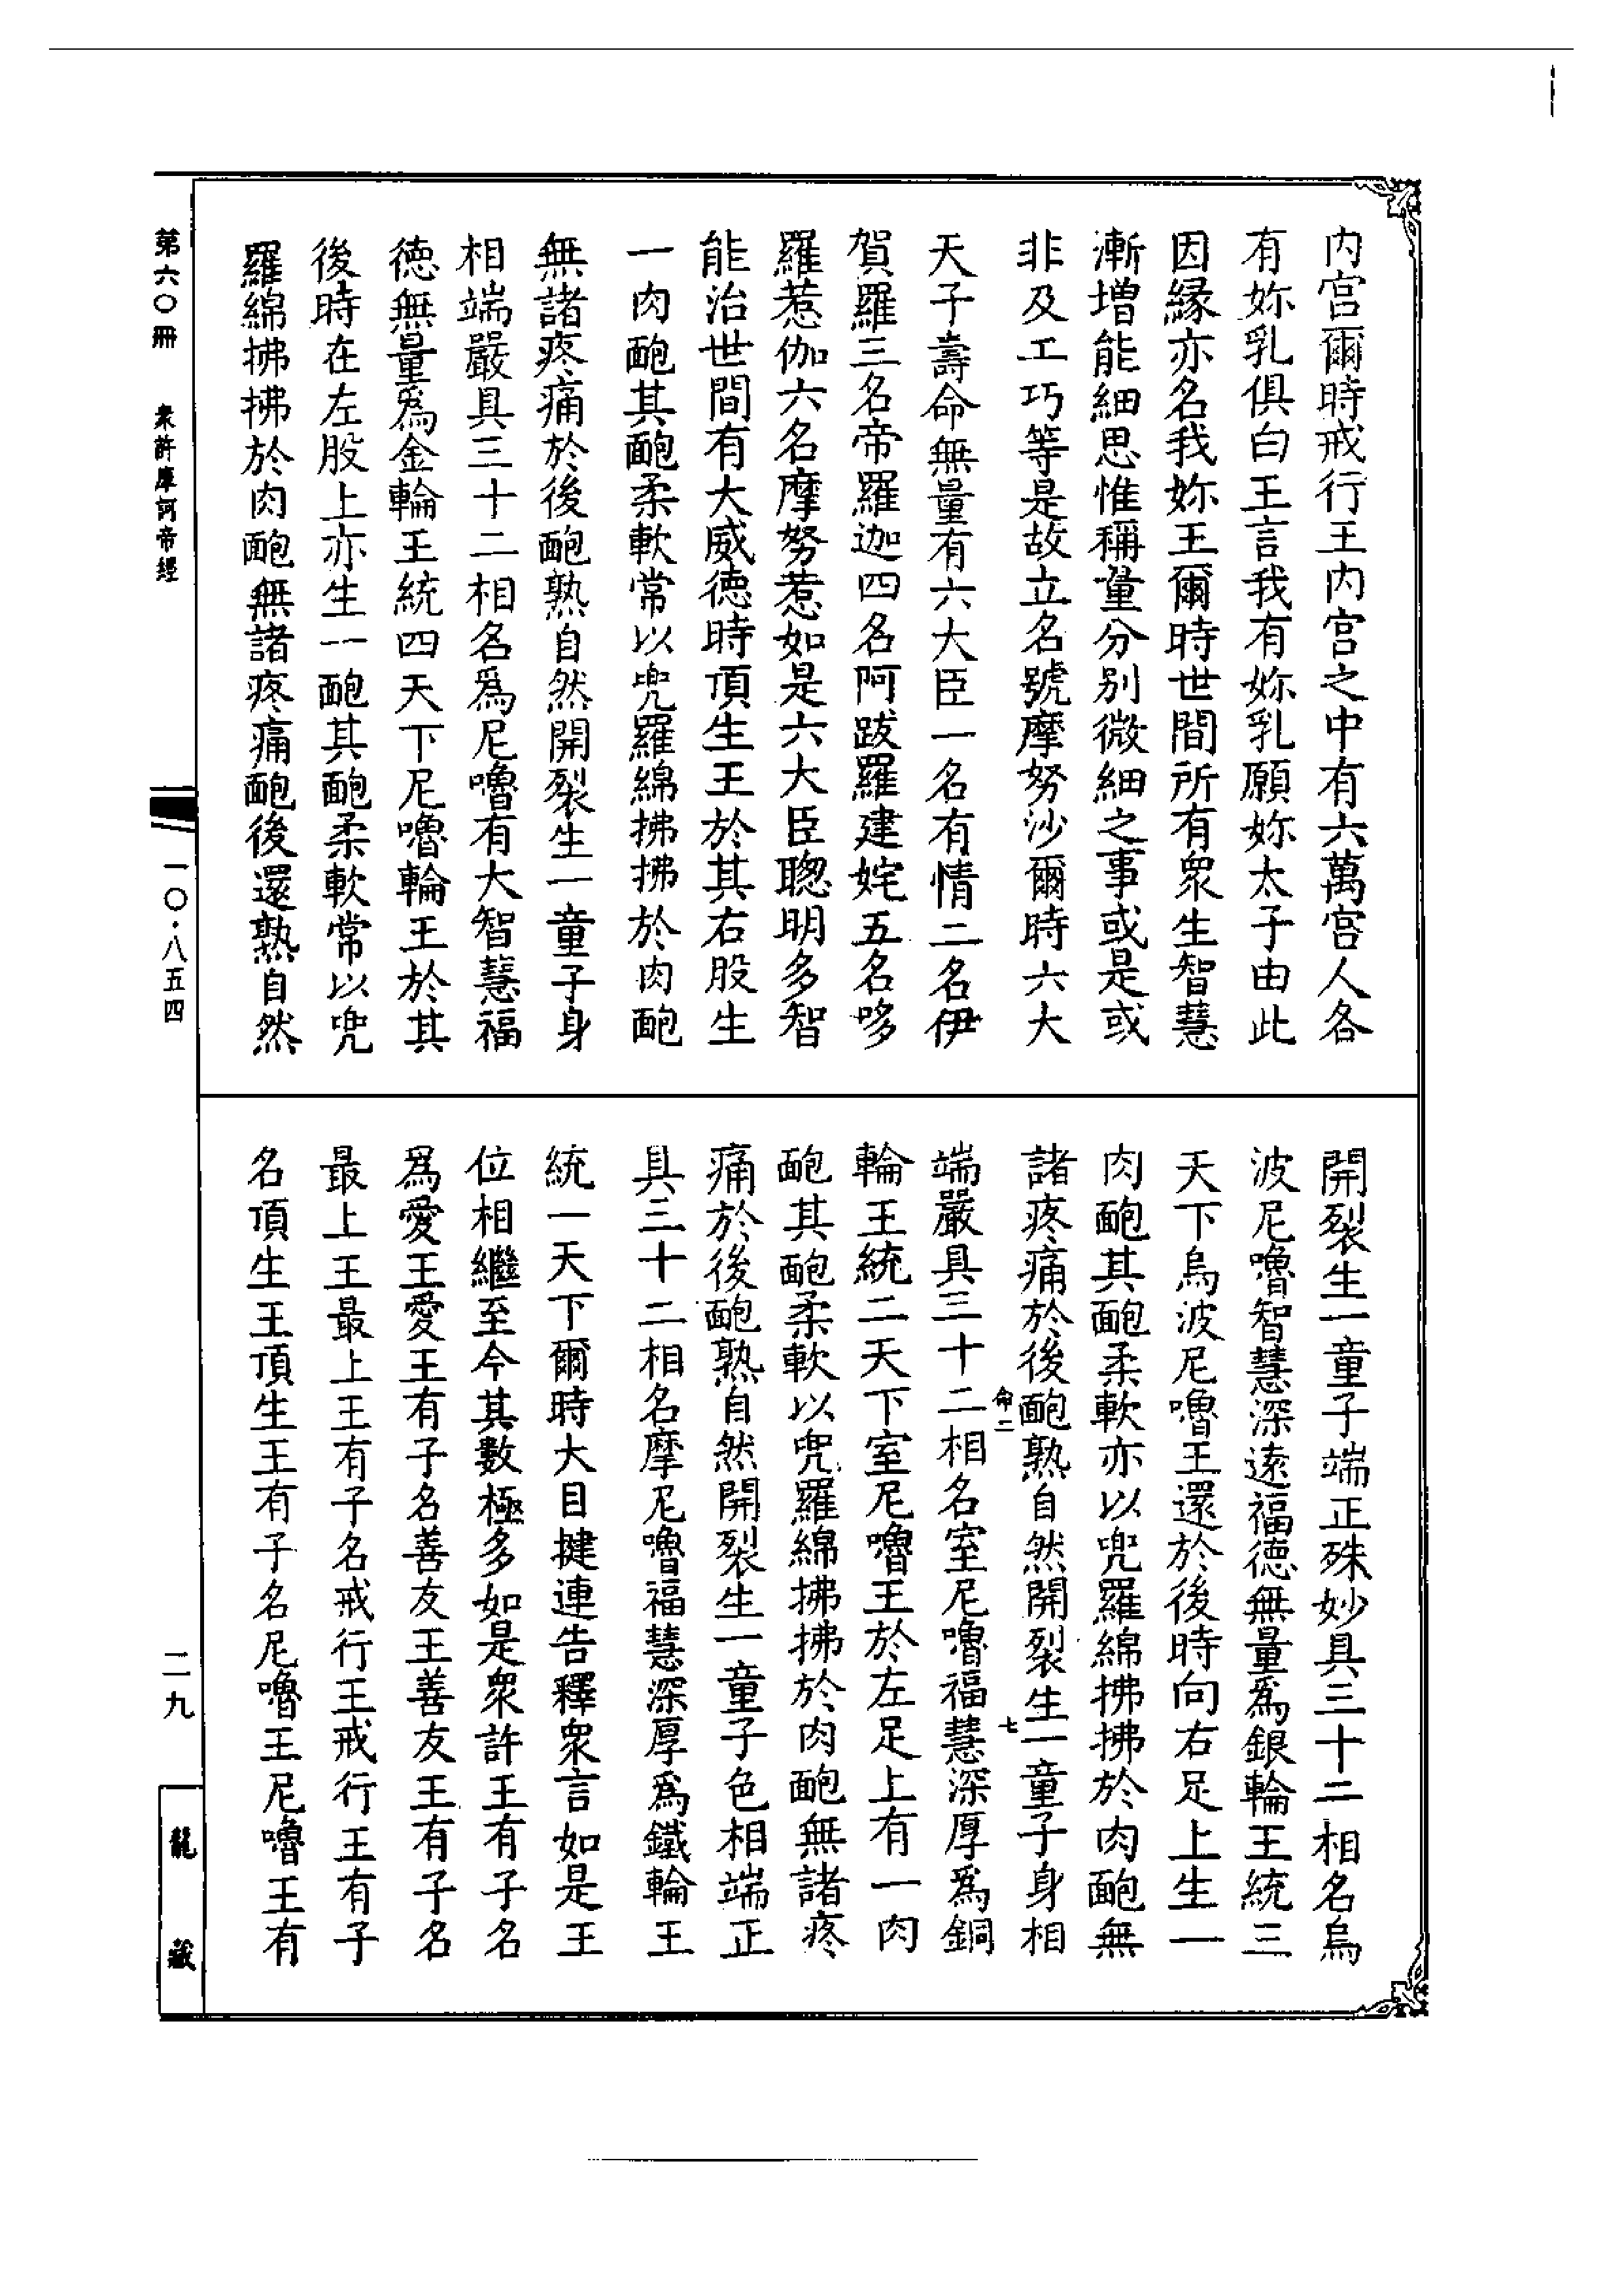 内宫爾時戒行王内宫之中有六萬宫人各
有妳乳俱白王言我有妳乳願妳太子由此
因緣亦名我妳王爾時世間所有衆生智慧
漸增能細思惟稱量分別微細之事或是或
非及工巧等是故立名號摩努沙爾時六大
天子壽命無量有六大臣一名有情二名伊
賀羅三名帝羅迦四名阿跋羅建姹五名哆
羅惹伽六名摩努惹如是六大臣聰明多智
能治世間有大威德時頂生王於其右股生
一肉皰其皰柔軟常以兜羅綿拂拂於肉皰
無諸疼痛於後皰熟自然開裂生一童子身
相端嚴具三十二相名爲尼嚕有大智慧福
德無量爲金輪王統四天下尼嚕輪王於其
後時在左股上亦生一皰其皰柔軟常以兜
羅綿拂拂於肉皰無諸疼痛皰後還熟自然
開裂生一童子端正殊妙具三十二相名烏
波尼嚕智慧深逺福德無量爲銀輪王統三
天下烏波尼嚕王還於後時向右足上生一
肉皰其皰柔軟亦以兜羅綿拂拂於肉皰無
諸疼痛於後皰熟自然開裂生一童子身相
命二
七
端嚴具三十二相名室尼嚕福慧深厚爲銅
輪王統二天下室尼嚕王於左足上有一肉
皰其皰柔軟以兜羅綿拂拂於肉皰無諸疼
痛於後皰熟自然開裂生一童子色相端正
具三十二相名摩尼嚕福慧深厚爲鐵輪王
統一天下爾時大目揵連告釋衆言如是王
位相繼至今其數極多如是衆許王有子名
爲愛王愛王有子名善友王善友王有子名
最上王最上王有子名戒行王戒行王有子
名頂生王頂生王有子名尼嚕王尼嚕王有
第六〇冊 衆許摩訶帝經
一〇·八五四
二九
龍藏